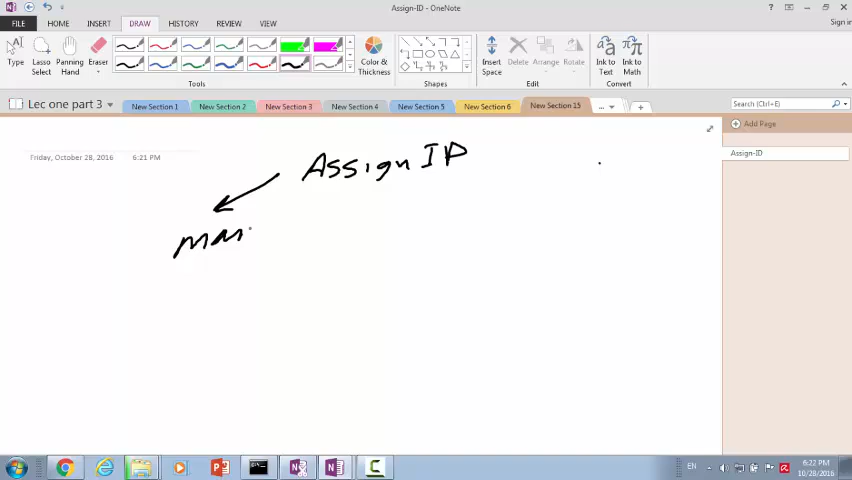 Assign-ID - OneNote
FILE HOME INSERT DRAW HISTORY REVIEW VIEW
Sign in
Type Lasso Select Panning Hand Eraser Color & Thickness Insert Space Delete Arrange Rotate Ink to Text Ink to Math
Tools Shapes Edit Convert
Lec one part 3 New Section 1 New Section 2 New Section 3 New Section 4 New Section 5 New Section 6 New Section 15 ... + Search (Ctrl+E)
Add Page
Friday, October 28, 2016 6:21 PM
Assign-ID
Assign IP
man
EN 6:22 PM
10/28/2016